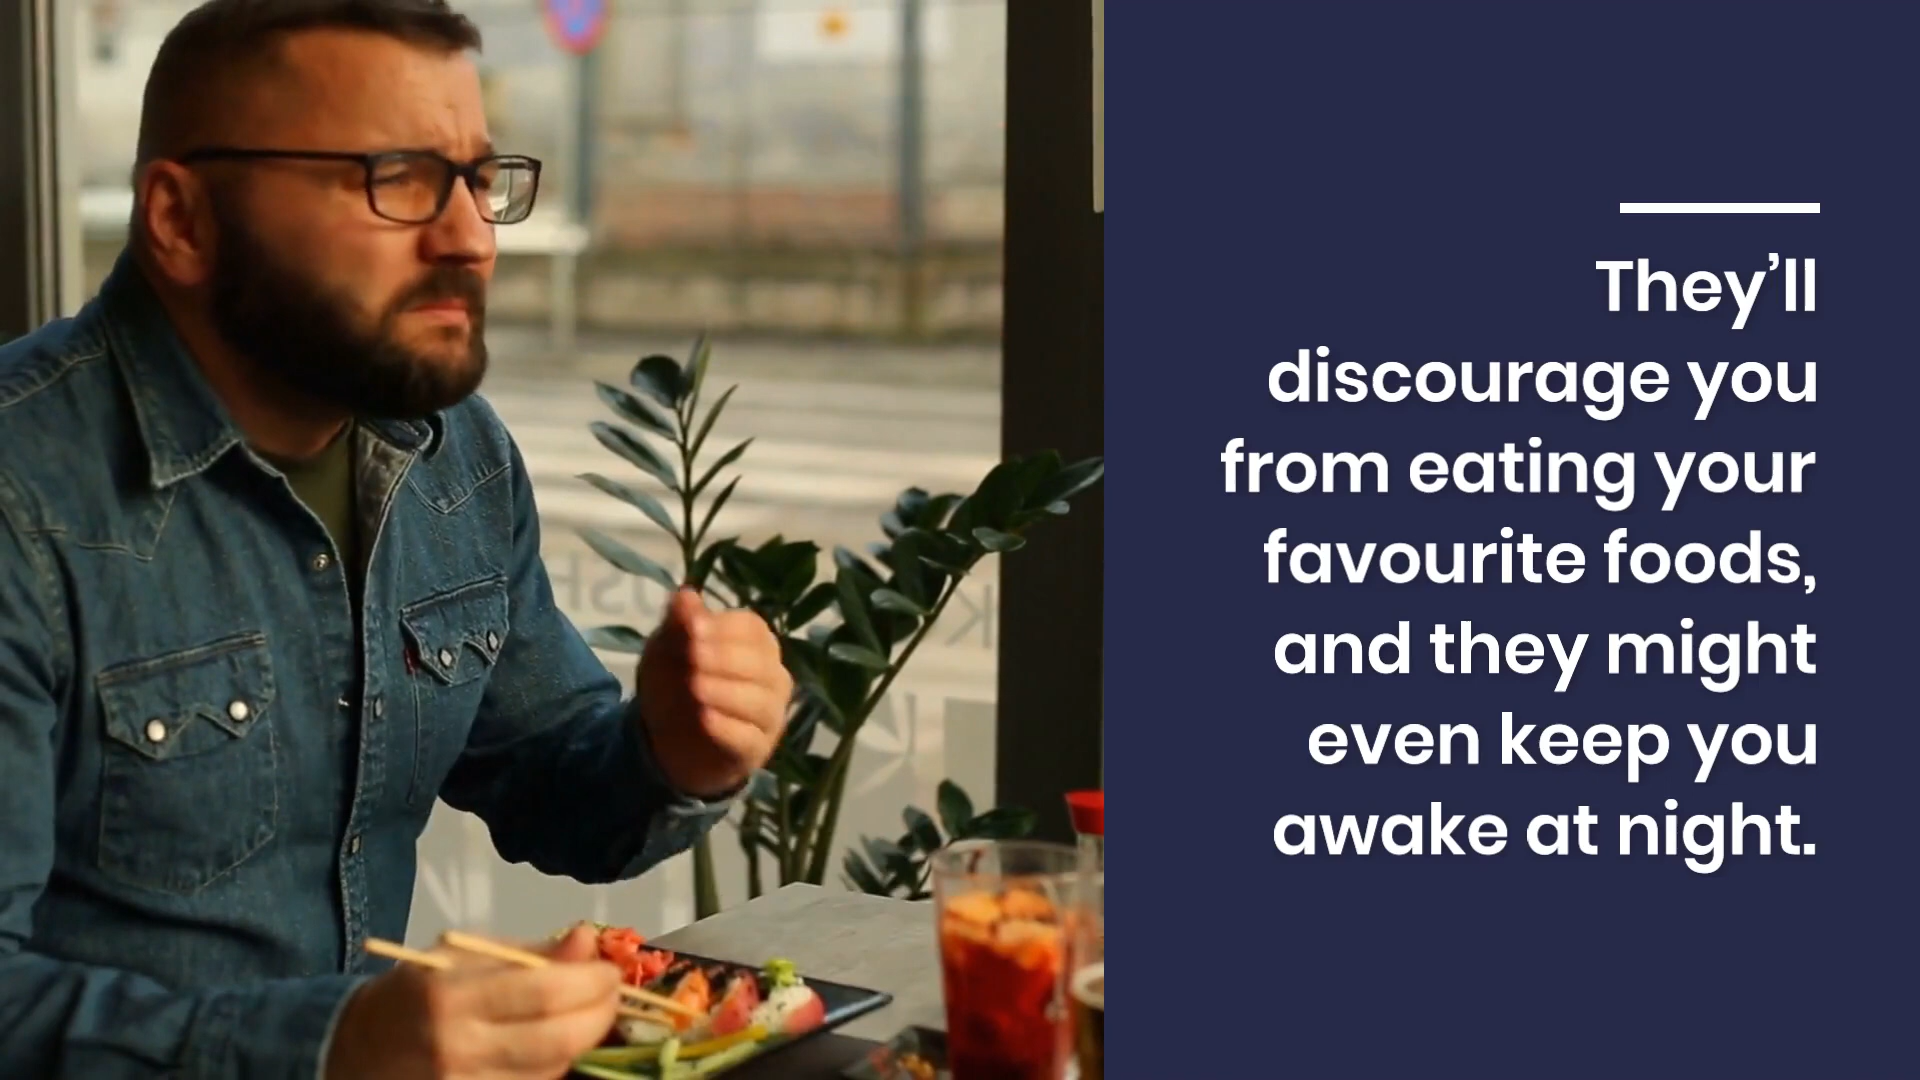 They’ll
discourage you
from eating your
favourite foods,
and they might
even keep you
awake at night.